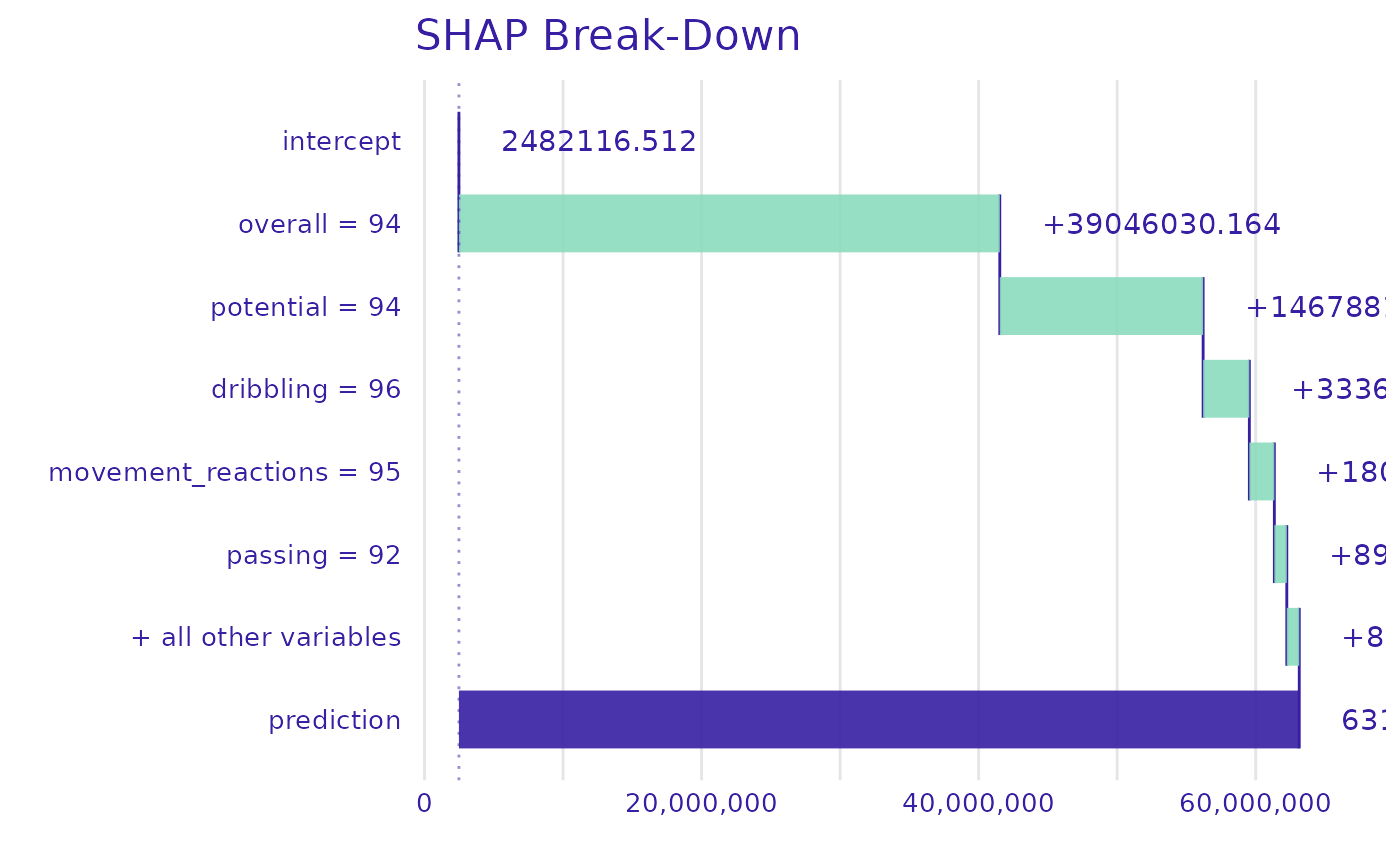 SHAP Break-Down
intercept 2482116.512
overall = 94 +39046030.164
potential = 94 +146788
dribbling = 96 +3336
movement_reactions = 95 +180
passing = 92 +89
+ all other variables +8
prediction 631
0 20,000,000 40,000,000 60,000,000